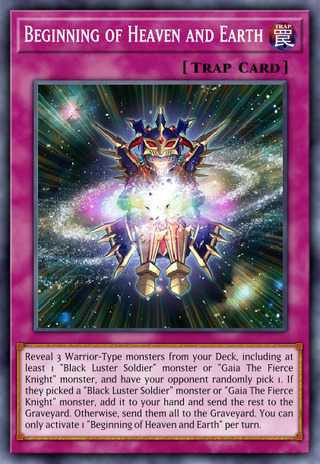 Beginning of Heaven and Earth
TRAP
罠
[Trap Card]
Reveal 3 Warrior-Type monsters from your Deck, including at
least 1 "Black Luster Soldier" monster or "Gaia The Fierce
Knight" monster, and have your opponent randomly pick 1. If
they picked a "Black Luster Soldier" monster or "Gaia The Fierce
Knight" monster, add it to your hand and send the rest to the
Graveyard. Otherwise, send them all to the Graveyard. You can
only activate 1 "Beginning of Heaven and Earth" per turn.